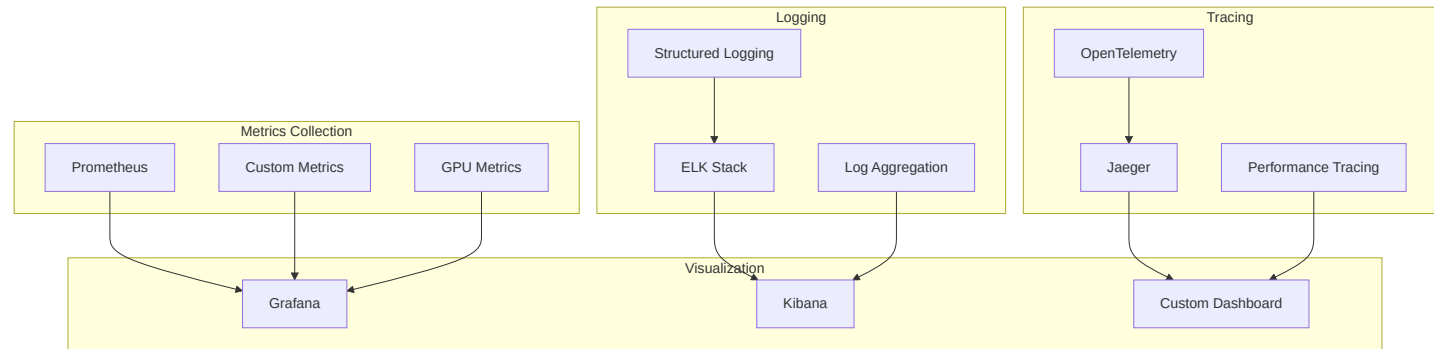 Logging
Structured Logging
ELK Stack
Log Aggregation
Tracing
OpenTelemetry
Jaeger
Performance Tracing
Metrics Collection
Prometheus
Custom Metrics
GPU Metrics
Visualization
Grafana
Kibana
Custom Dashboard